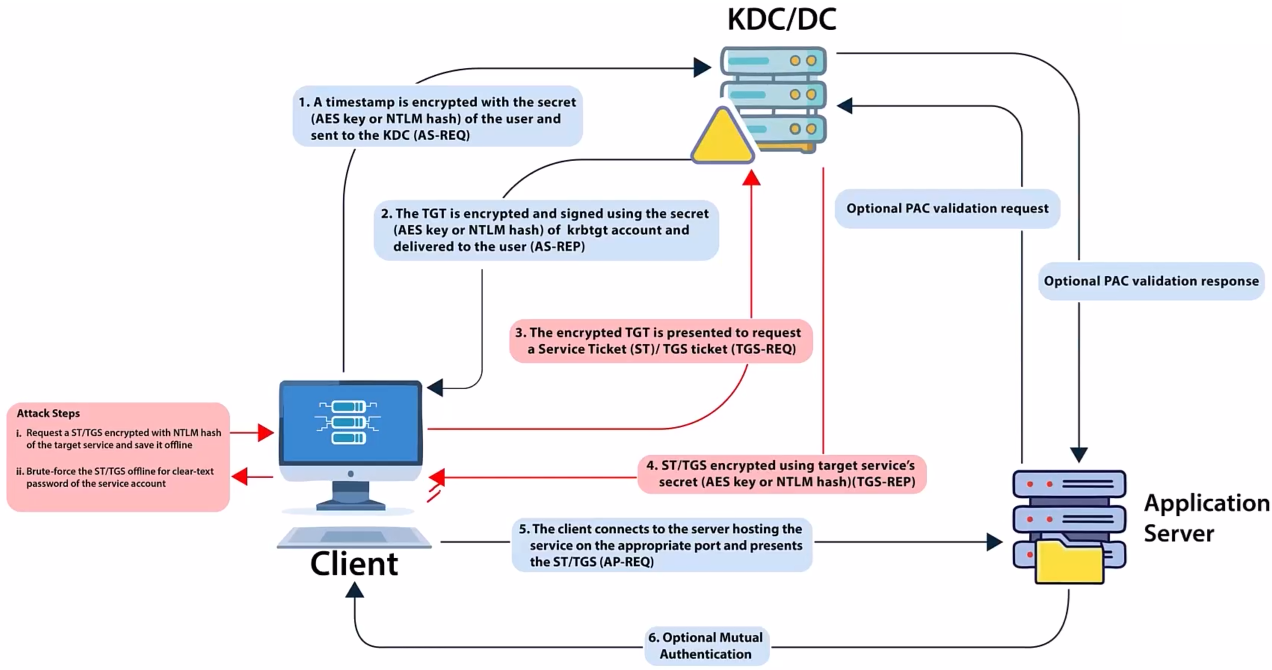 KDC/DC
1. A timestamp is encrypted with the secret
(AES key or NTLM hash) of the user and
sent to the KDC (AS-REQ)
2. The TGT is encrypted and signed using the secret
(AES key or NTLM hash) of krbtgt account and
delivered to the user (AS-REP)
Optional PAC validation request
Optional PAC validation response
3. The encrypted TGT is presented to request
a Service Ticket (ST)/ TGS ticket (TGS-REQ)
Attack Steps
i. Request a ST/TGS encrypted with NTLM hash
of the target service and save it offline
ii. Brute-force the ST/TGS offline for clear-text
password of the service account
4. ST/TGS encrypted using target service's
secret (AES key or NTLM hash)(TGS-REP)
Application
Server
5. The client connects to the server hosting the
service on the appropriate port and presents
the ST/TGS (AP-REQ)
Client
6. Optional Mutual
Authentication